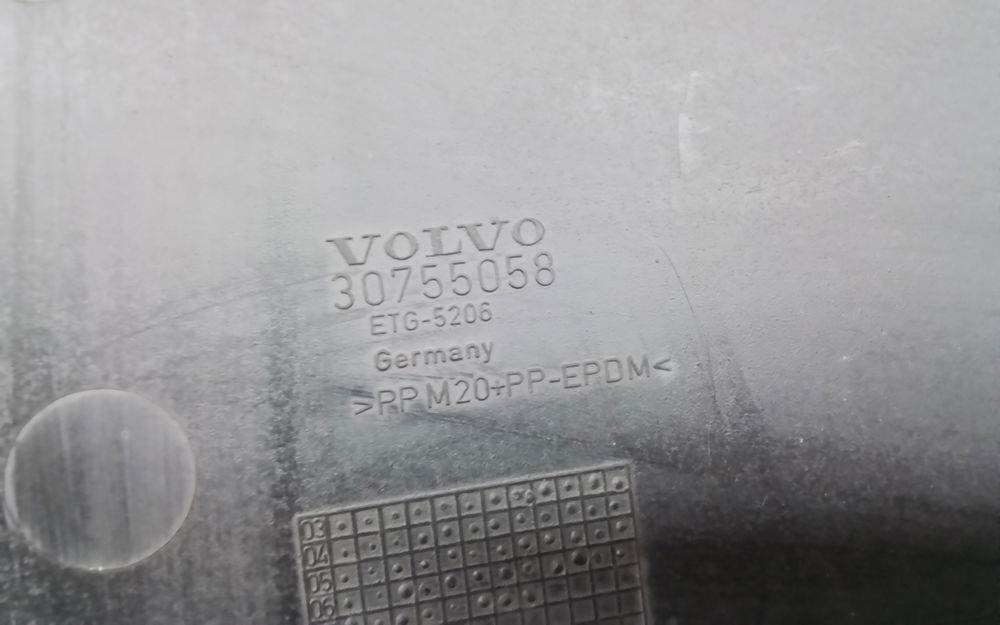 VOLVO
30755058
ETG-5206
Germany
>PP M20+PP-EPDM<
03
04
05
06